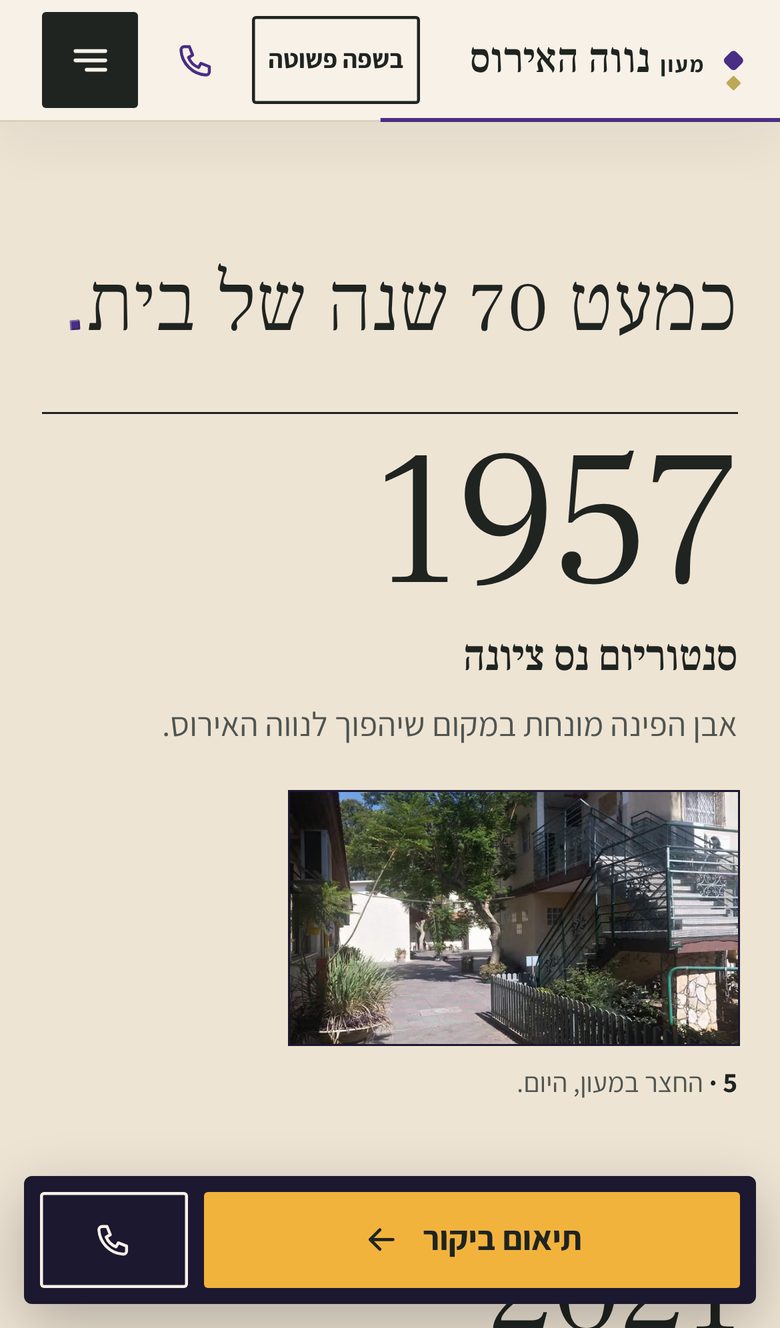 מעון נווה האירוס
בשפה פשוטה
כמעט 70 שנה של בית.
1957
סנטוריום נס ציונה
אבן הפינה מונחת במקום שיהפוך לנווה האירוס.
5 • החצר במעון, היום.
תיאום ביקור ←